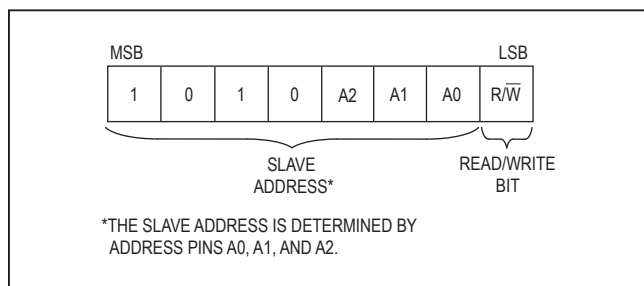 MSB LSB
1 0 1 0 A2 A1 A0 R/W̅
SLAVE READ/WRITE
ADDRESS* BIT
*THE SLAVE ADDRESS IS DETERMINED BY
ADDRESS PINS A0, A1, AND A2.